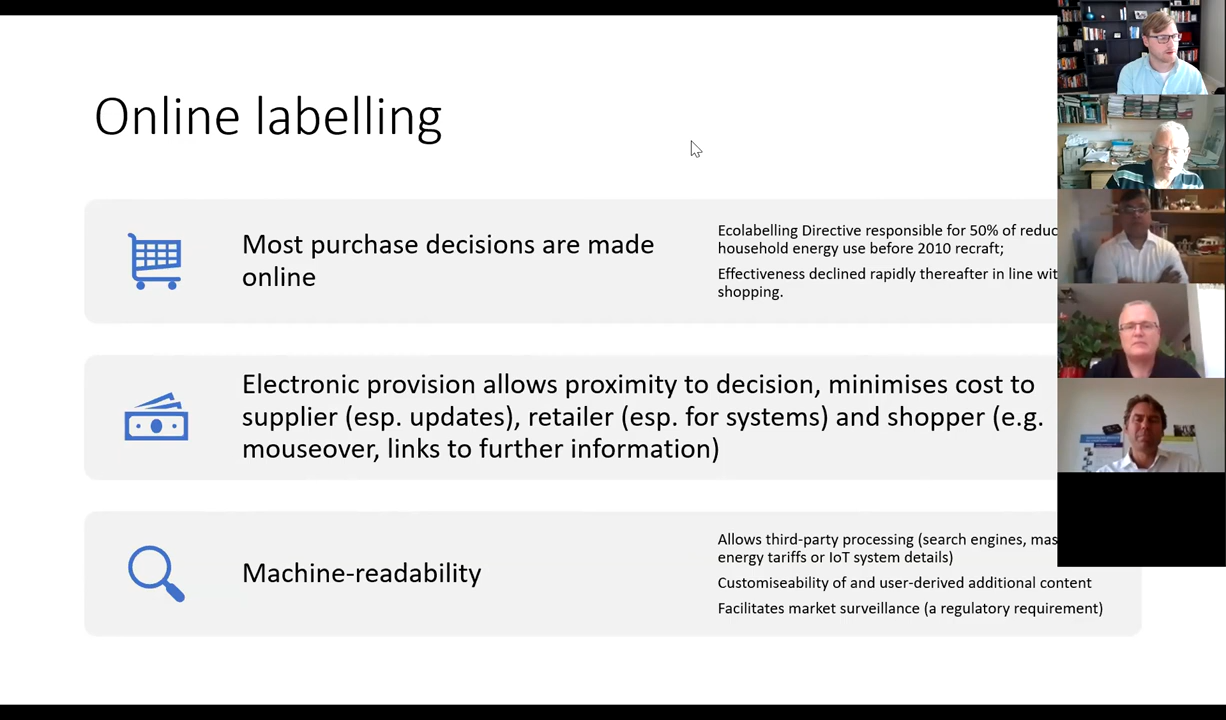 Online labelling
Most purchase decisions are made
online
Ecolabelling Directive responsible for 50% of
household energy use before 2010 recraft;
Effectiveness declined rapidly thereafter in line
shopping.
Electronic provision allows proximity to decision, minimises cost to
supplier (esp. updates), retailer (esp. for systems) and shopper (e.g.
mouseover, links to further information)
Machine-readability
Allows third-party processing (search engines,
energy tariffs or IoT system details)
Customiseability of and user-derived additional content
Facilitates market surveillance (a regulatory requirement)